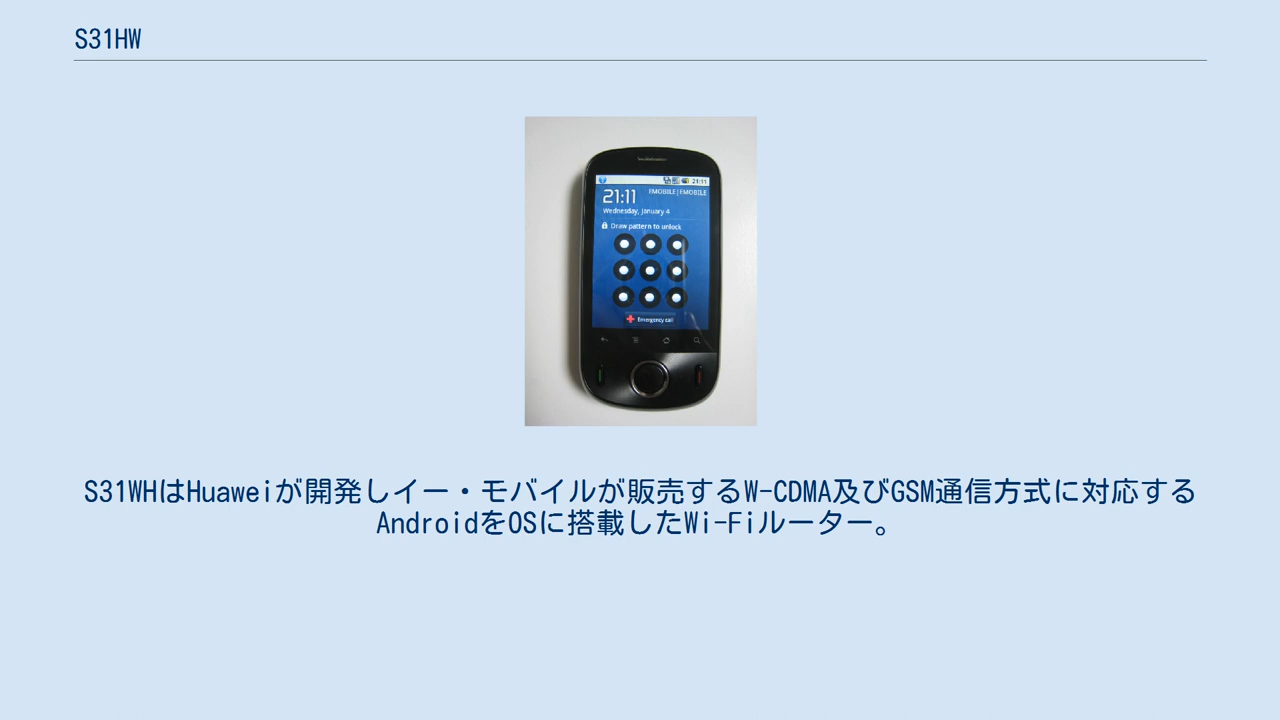 S31HW
21:11
21:11
EMOBILE | EMOBILE
Wednesday, January 4
Draw pattern to unlock
Emergency call
S31WHはHuaweiが開発しイー・モバイルが販売するW-CDMA及びGSM通信方式に対応する
AndroidをOSに搭載したWi-Fiルーター。